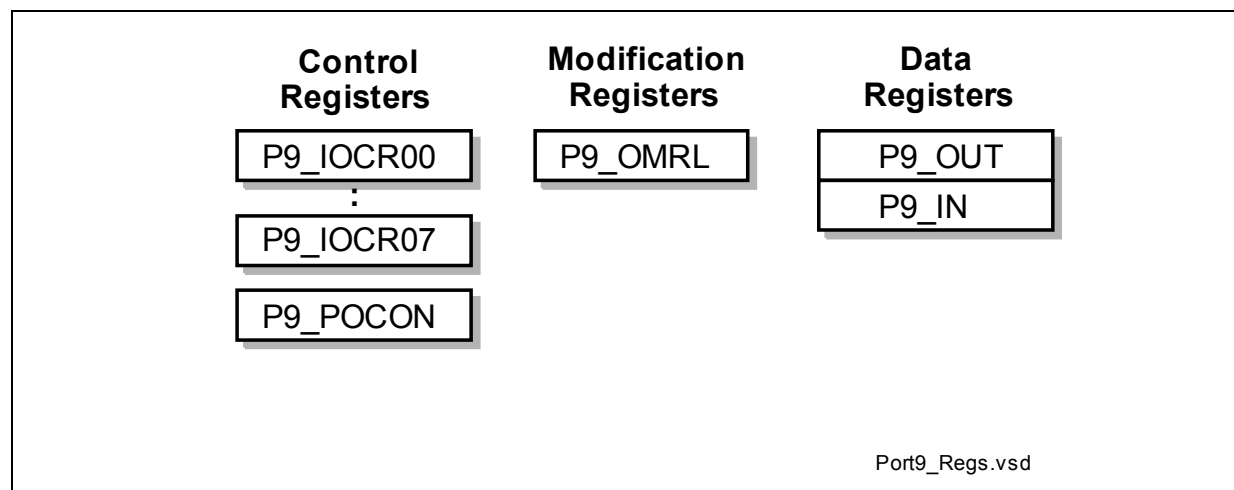 Control
Registers
P9_IOCR00
:
P9_IOCR07
P9_POCON
Modification
Registers
P9_OMRL
Data
Registers
P9_OUT
P9_IN
Port9_Regs.vsd